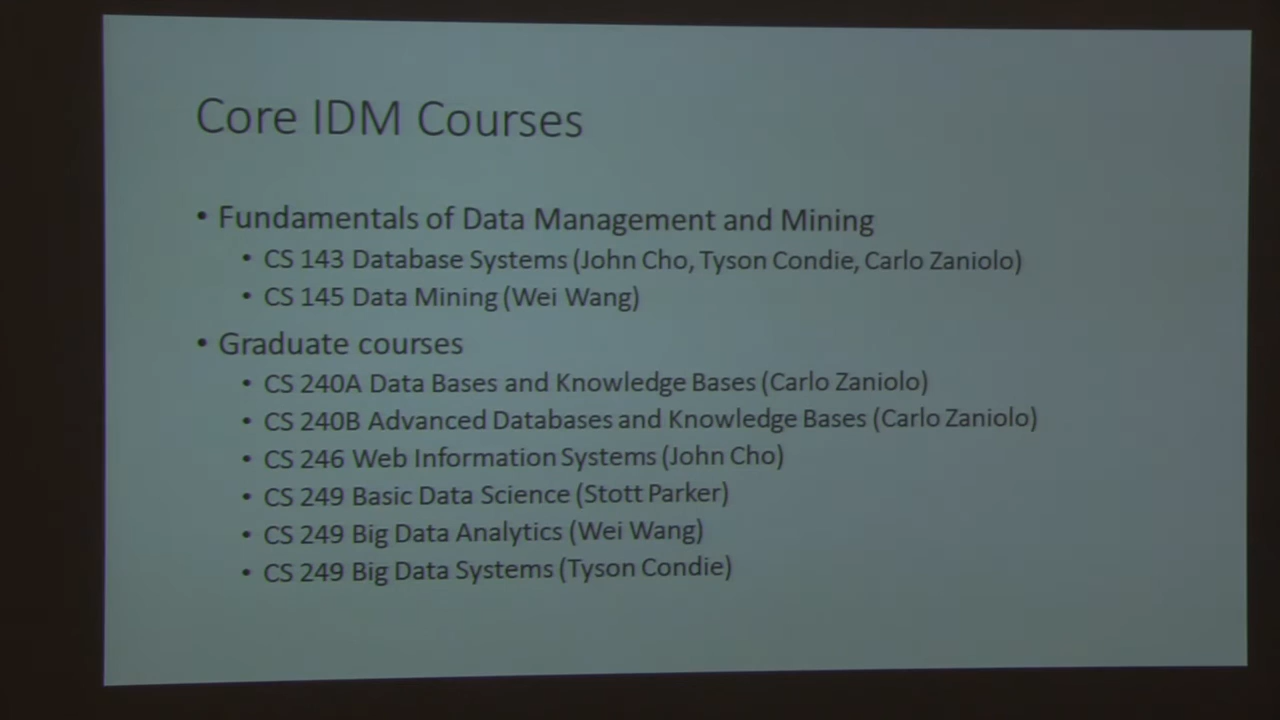 Core IDM Courses
• Fundamentals of Data Management and Mining
• CS 143 Database Systems (John Cho, Tyson Condie, Carlo Zaniolo)
• CS 145 Data Mining (Wei Wang)
• Graduate courses
• CS 240A Data Bases and Knowledge Bases (Carlo Zaniolo)
• CS 240B Advanced Databases and Knowledge Bases (Carlo Zaniolo)
• CS 246 Web Information Systems (John Cho)
• CS 249 Basic Data Science (Stott Parker)
• CS 249 Big Data Analytics (Wei Wang)
• CS 249 Big Data Systems (Tyson Condie)